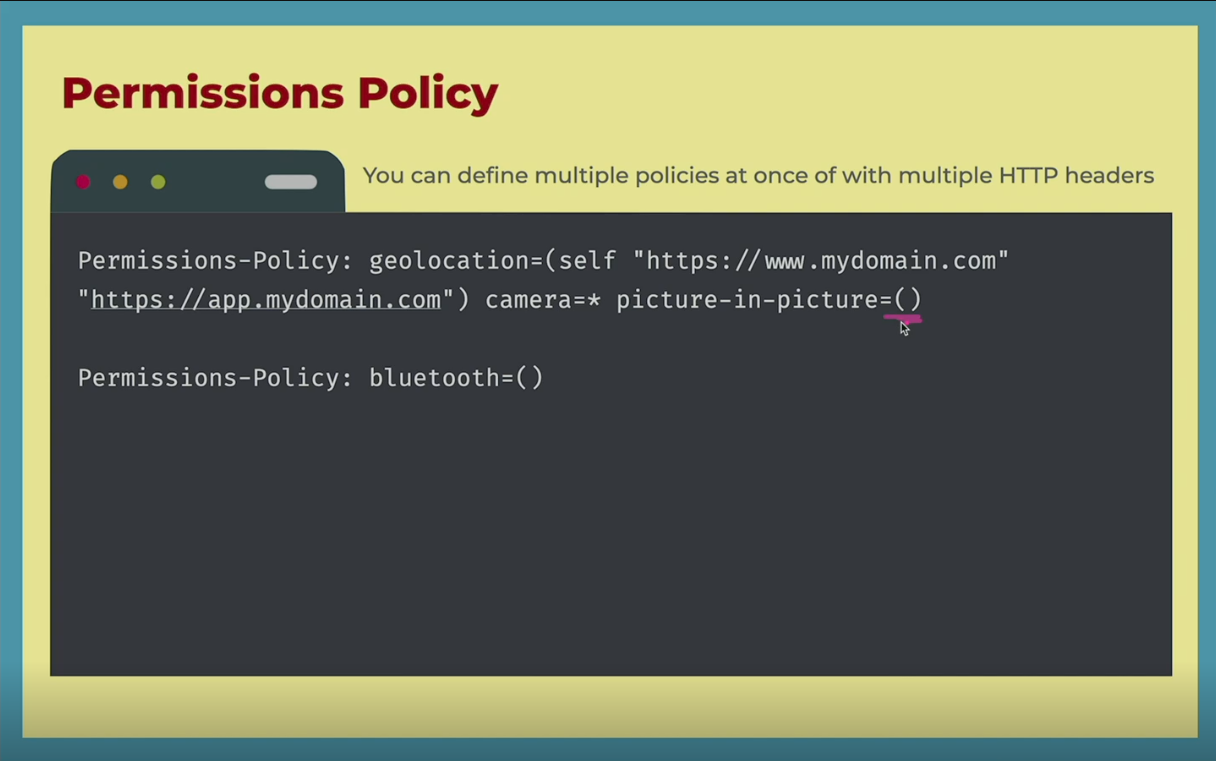 Permissions Policy
You can define multiple policies at once of with multiple HTTP headers
Permissions-Policy: geolocation=(self "https://www.mydomain.com"
"https://app.mydomain.com") camera=* picture-in-picture=()
Permissions-Policy: bluetooth=()